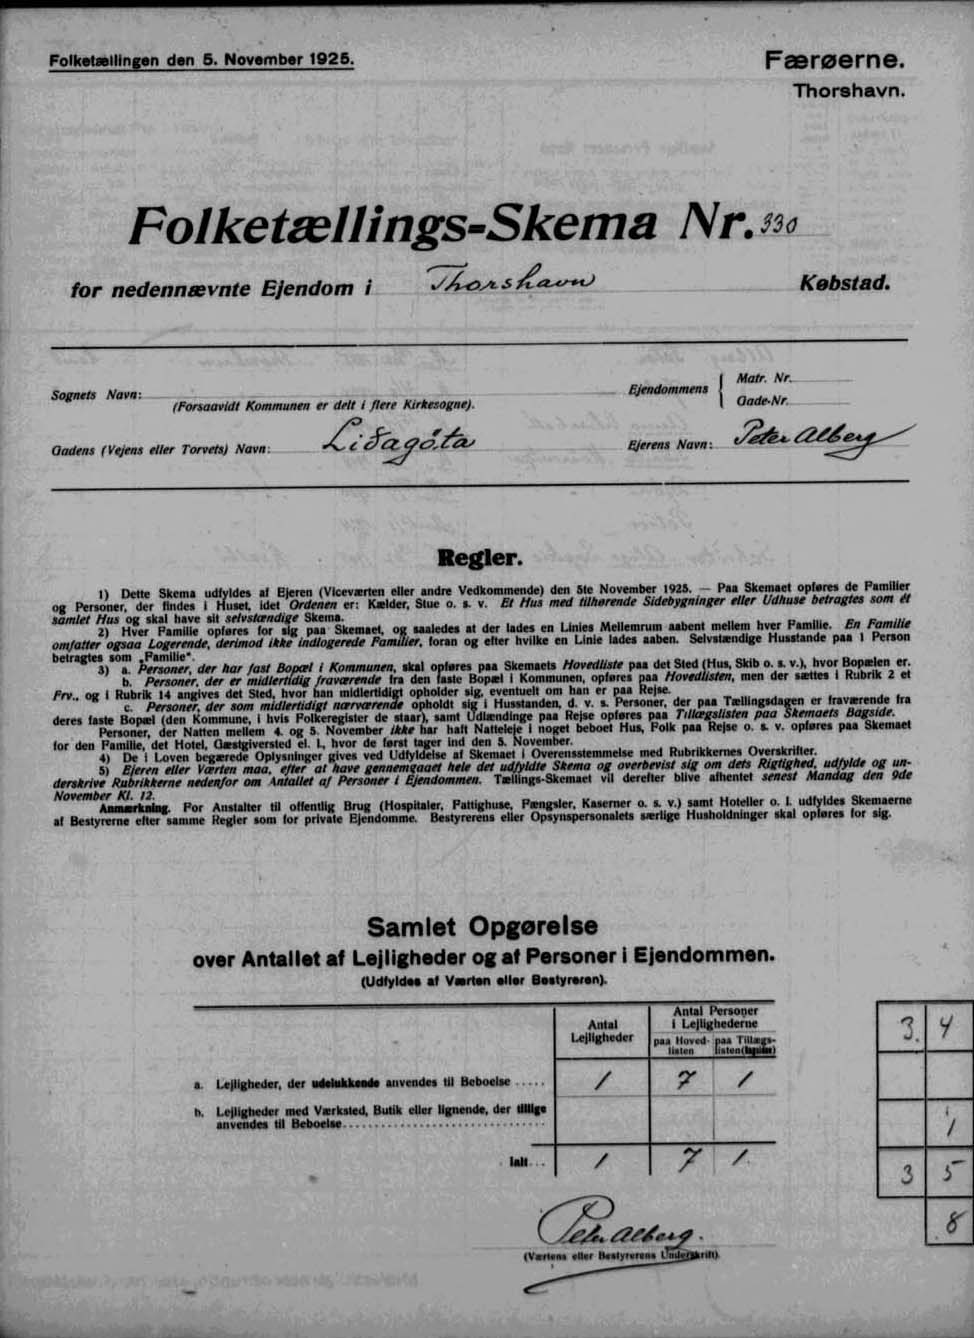 Folketællingen den 5. November 1925.
Færøerne.
Thorshavn.
Folketællings-Skema Nr. 330
for nedennævnte Ejendom i Thorshavn Købstad.
Sognets Navn:
(Forsaavidt Kommunen er delt i flere Kirkesogne).
Ejendommens { Matr. Nr.
Gade-Nr.
Gadens (Vejens eller Torvets) Navn: Liðagóta
Ejerens Navn: Peter Alberg
Regler.
1) Dette Skema udfyldes af Ejeren (Viceværten eller andre Vedkommende) den 5te November 1925. — Paa Skemaet opføres de Familier
og Personer, der findes i Huset, idet Ordenen er: Kælder, Stue o. s. v. Et Hus med tilhørende Sidebygninger eller Udhuse betragtes som ét
samlet Hus og skal have sit selvstændige Skema.
2) Hver Familie opføres for sig paa Skemaet, og saaledes at der lades en Linies Mellemrum aabent mellem hver Familie. En Familie
omfatter ogsaa Logerende, derimod ikke indlogerede Familier, foran og efter hvilke en Linie lades aaben. Selvstændige Husstande paa 1 Person
betragtes som „Familie".
3) a. Personer, der har fast Bopæl i Kommunen, skal opføres paa Skemaets Hovedliste paa det Sted (Hus, Skib o. s. v.), hvor Bopælen er.
b. Personer, der er midlertidig fraværende fra den faste Bopæl i Kommunen, opføres paa Hovedlisten, men der sættes i Rubrik 2 et
Frv., og i Rubrik 14 angives det Sted, hvor han midlertidigt opholder sig, eventuelt om han er paa Rejse.
c. Personer, der som midlertidigt nærværende opholdt sig i Husstanden, d. v. s. Personer, der paa Tællingsdagen er fraværende fra
deres faste Bopæl (den Kommune, i hvis Folkeregister de staar), samt Udlændinge paa Rejse opføres paa Tillægslisten paa Skemaets Bagside.
Personer, der Natten mellem 4. og 5. November ikke har haft Natteleje i noget beboet Hus, Folk paa Rejse o. s. v. opføres paa Skemaet
for den Familie, det Hotel, Gæstgiversted el. l., hvor de først tager ind den 5. November.
4) De i Loven begærede Oplysninger gives ved Udfyldelse af Skemaet i Overensstemmelse med Rubrikkernes Overskrifter.
5) Ejeren eller Værten maa, efter at have gennemgaaet hele det udfyldte Skema og overbevist sig om dets Rigtighed, udfylde og un-
derskrive Rubrikkerne nedenfor om Antallet af Personer i Ejendommen. Tællings-Skemaet vil derefter blive afhentet senest Mandag den 9de
November Kl. 12.
Anmærkning. For Anstalter til offentlig Brug (Hospitaler, Fattighuse, Fængsler, Kaserner o. s. v.) samt Hoteller o. l. udfyldes Skemaerne
af Bestyrerne efter samme Regler som for private Ejendomme. Bestyrerens eller Opsynspersonalets særlige Husholdninger skal opføres for sig.
Samlet Opgørelse
over Antallet af Lejligheder og af Personer i Ejendommen.
(Udfyldes af Værten eller Bestyreren).
Antal Lejligheder
Antal Personer
i Lejlighederne
paa Hoved-listen
paa Tillægs-listen (Bagsiden)
a. Lejligheder, der udelukkende anvendes til Beboelse ..... 1 7 1
b. Lejligheder med Værksted, Butik eller lignende, der tillige
anvendes til Beboelse
Ialt... 1 7 1
3. 4
1
3 5
8
Peter Alberg.
(Værtens eller Bestyrerens Underskrift).